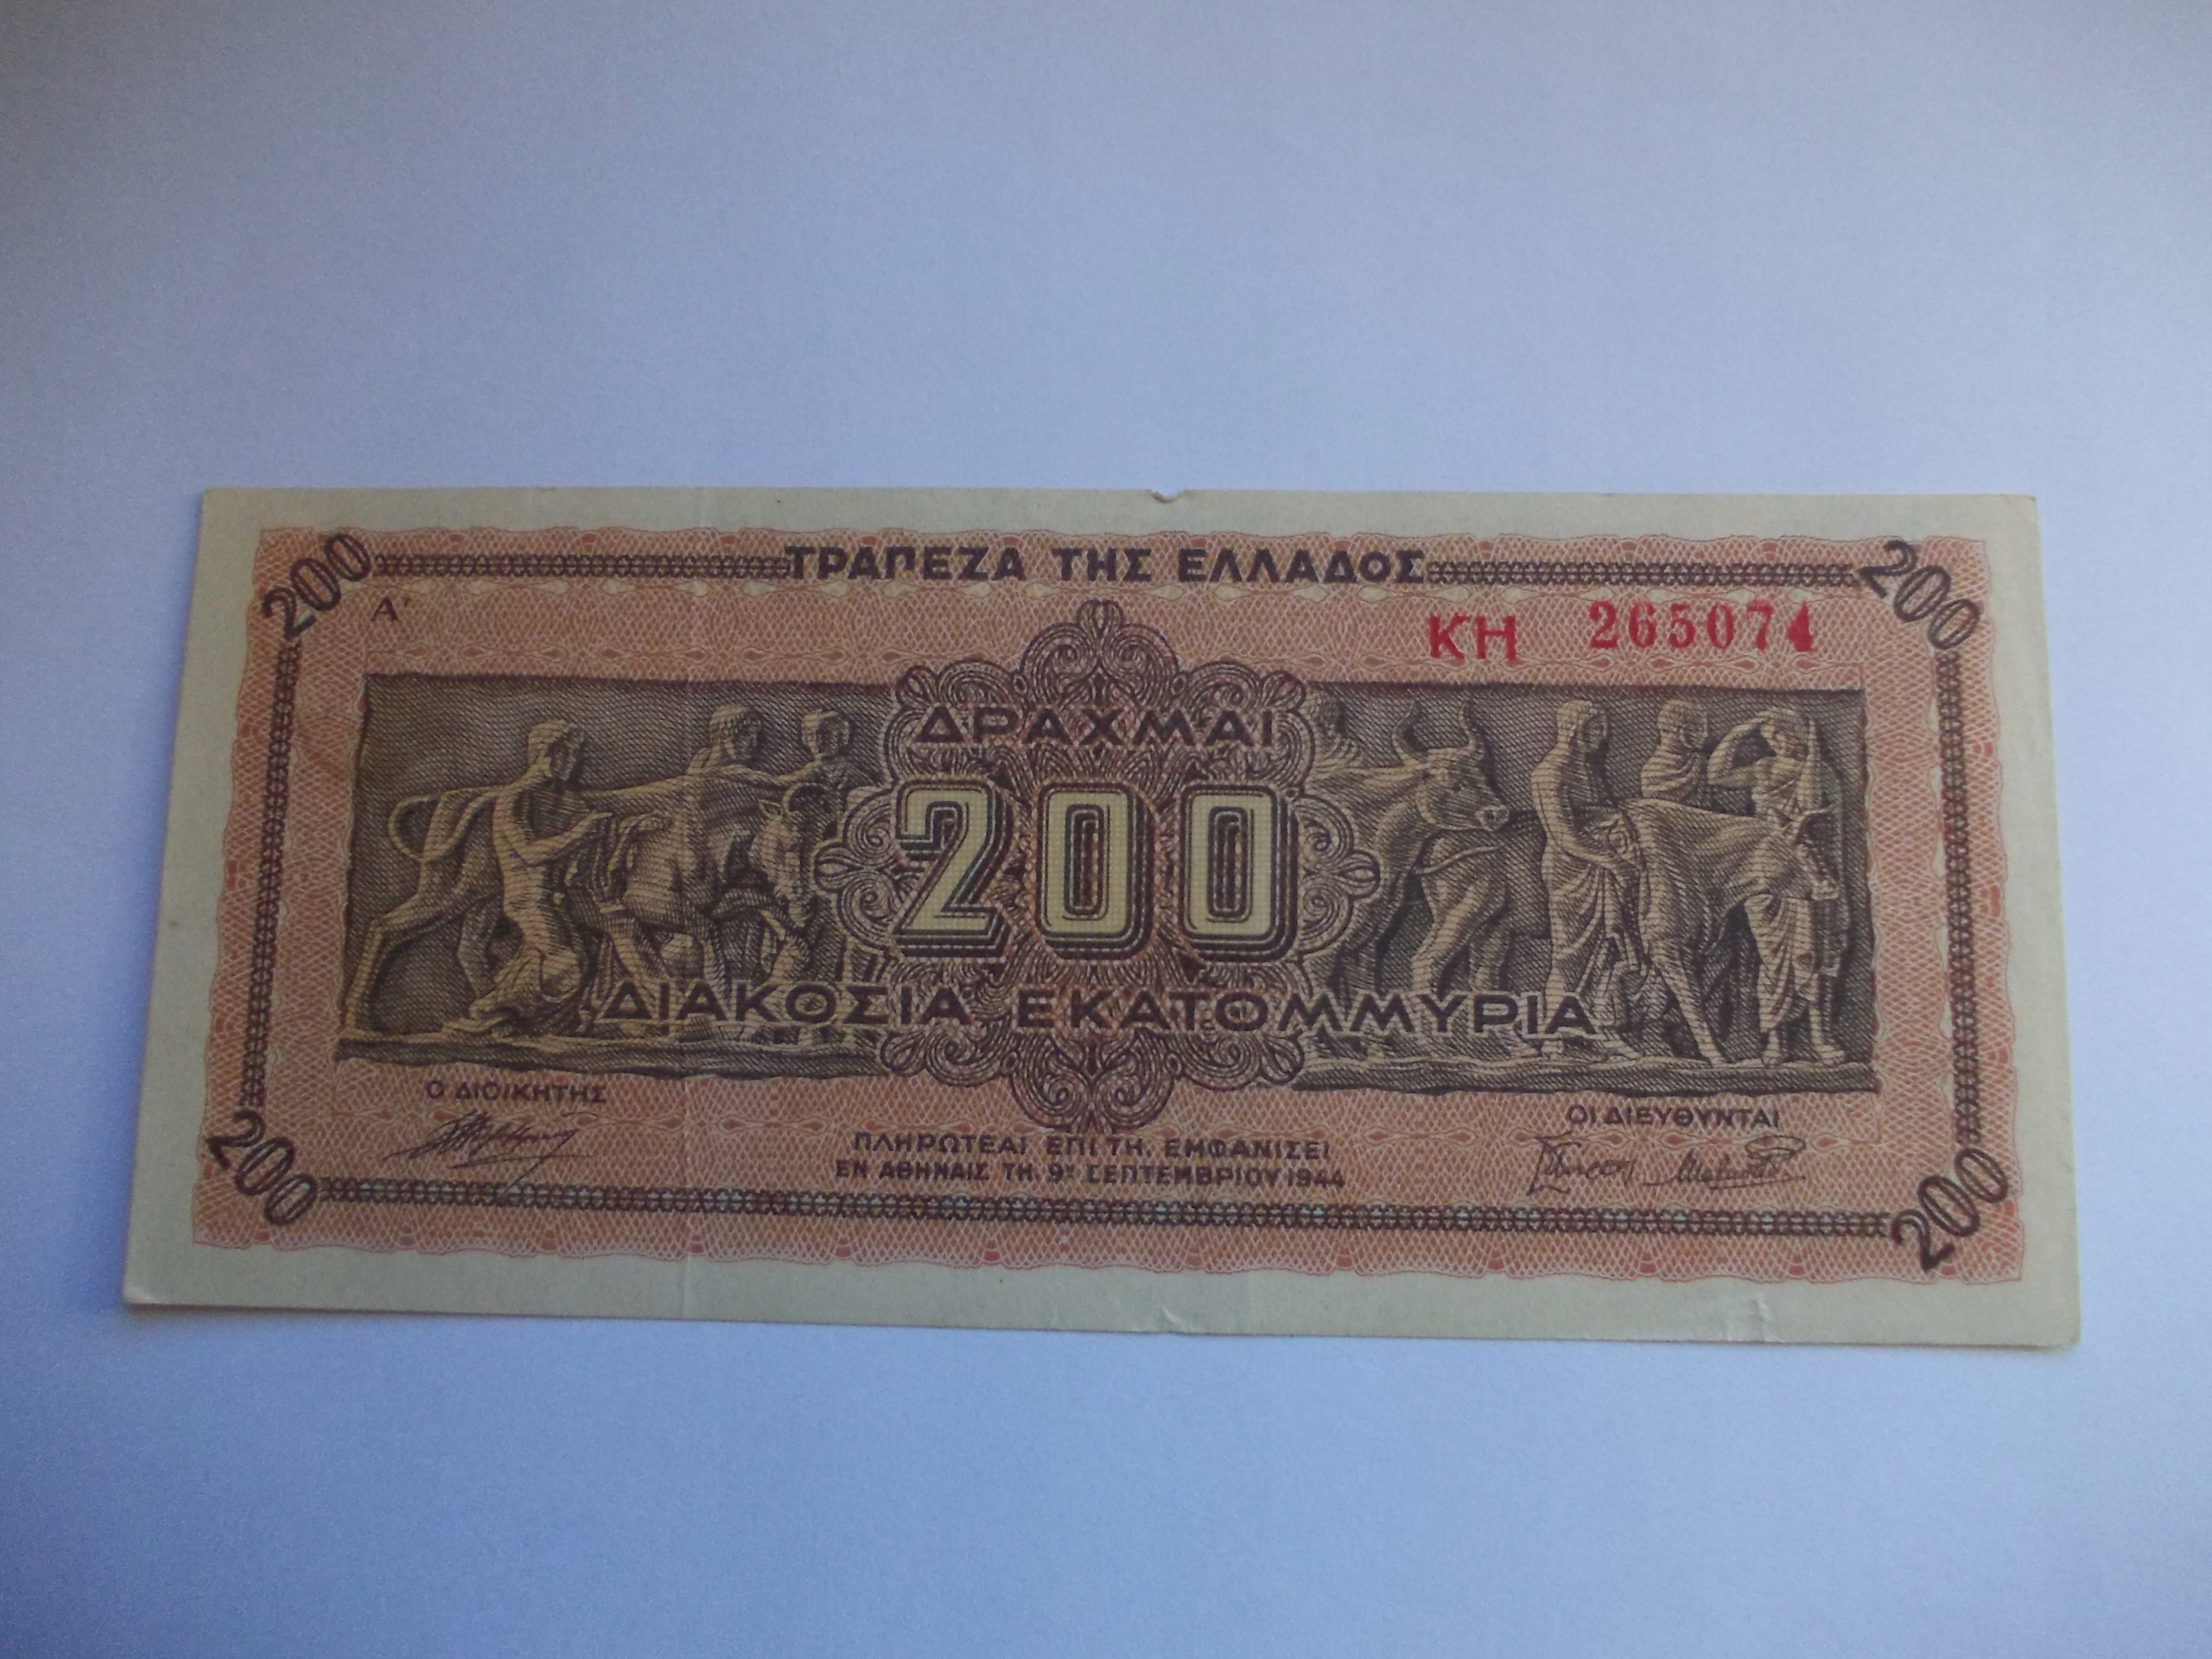 200 ΤΡΑΠΕΖΑ ΤΗΣ ΕΛΛΑΔΟΣ 200
Α' ΚΗ 265074
ΔΡΑΧΜΑΙ
200
ΔΙΑΚΟΣΙΑ ΕΚΑΤΟΜΜΥΡΙΑ
Ο ΔΙΟΙΚΗΤΗΣ
ΟΙ ΔΙΕΥΘΥΝΤΑΙ
ΠΛΗΡΩΤΕΑΙ ΕΠΙ ΤΗ, ΕΜΦΑΝΙΣΕΙ
ΕΝ ΑΘΗΝΑΙΣ ΤΗ 9ῃ ΣΕΠΤΕΜΒΡΙΟΥ 1944
200 200